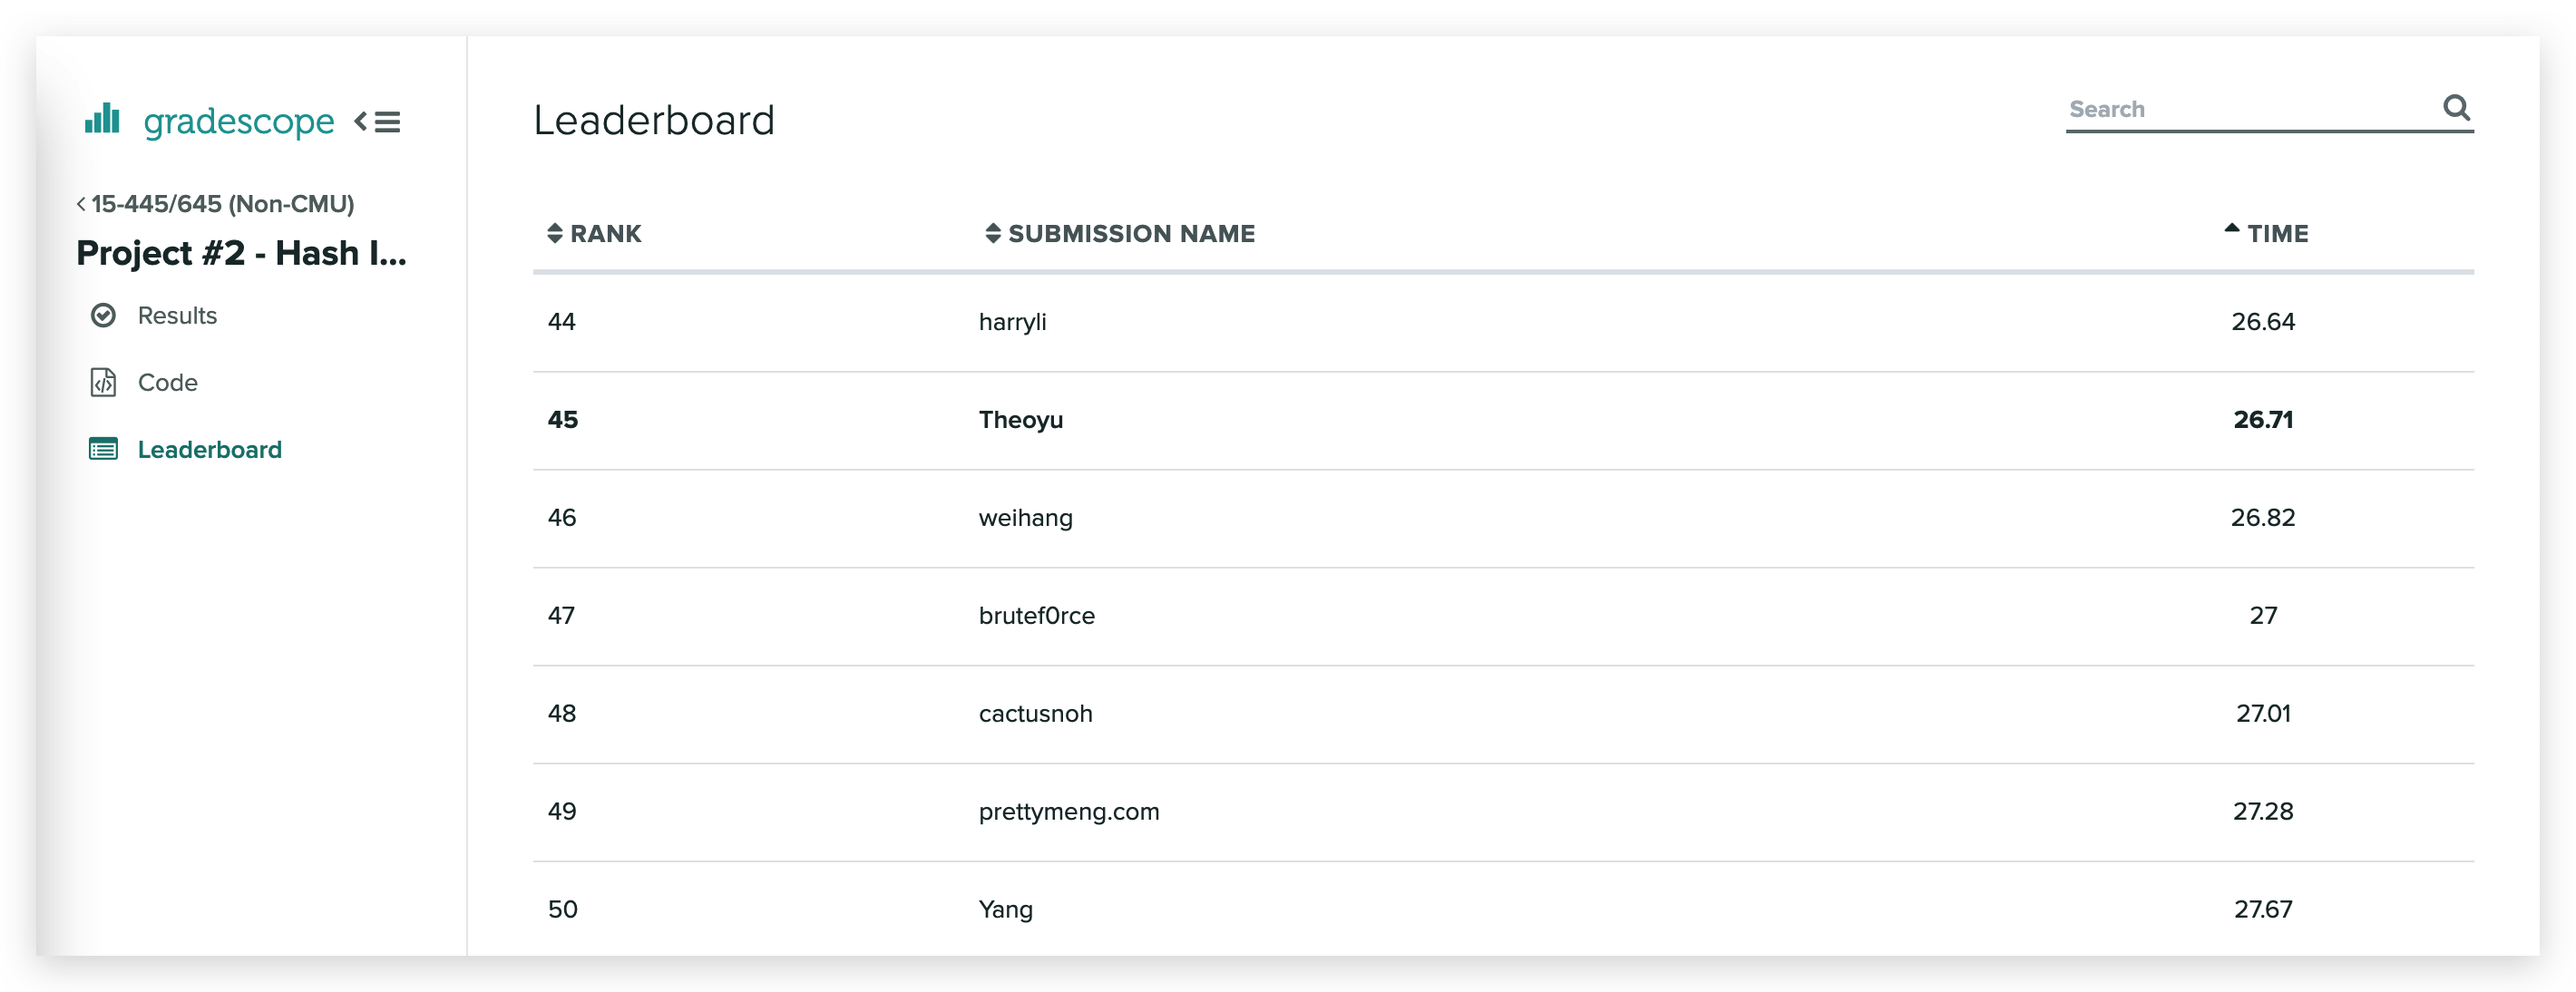 gradescope
15-445/645 (Non-CMU)
Project #2 - Hash I...
Results
Code
Leaderboard
Leaderboard
Search
RANK SUBMISSION NAME TIME
44 harryli 26.64
45 Theoyu 26.71
46 weihang 26.82
47 brutef0rce 27
48 cactusnoh 27.01
49 prettymeng.com 27.28
50 Yang 27.67